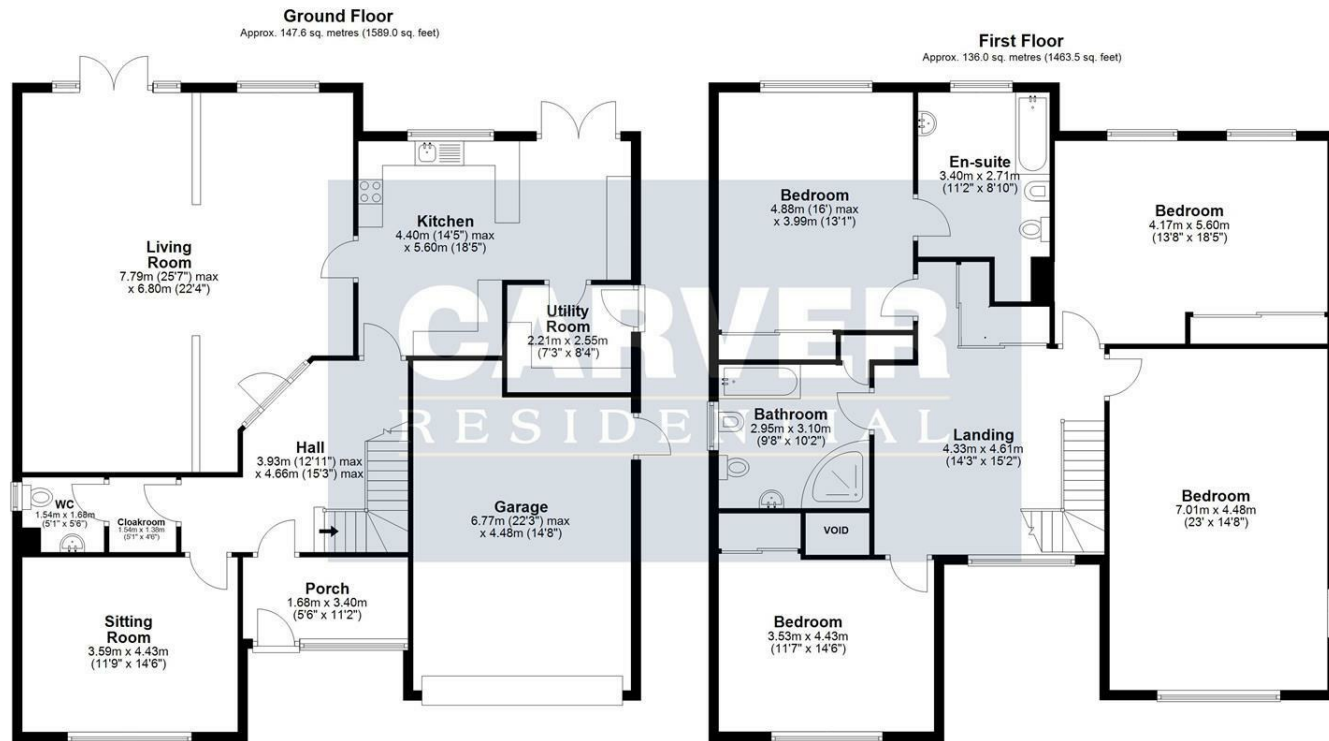 Ground Floor
Approx. 147.6 sq. metres (1589.0 sq. feet)
Living
Room
7.79m (25'7") max
x 6.80m (22'4")
Kitchen
4.40m (14'5") max
x 5.60m (18'5")
Utility
Room
2.21m x 2.55m
(7'3" x 8'4")
Hall
3.93m (12'11") max
x 4.66m (15'3") max
WC
1.54m x 1.68m
(5'1" x 5'6")
Cloakroom
1.54m x 1.38m
(5'1" x 4'6")
Garage
6.77m (22'3") max
x 4.48m (14'8")
Porch
1.68m x 3.40m
(5'6" x 11'2")
Sitting
Room
3.59m x 4.43m
(11'9" x 14'6")
First Floor
Approx. 136.0 sq. metres (1463.5 sq. feet)
Bedroom
4.88m (16') max
x 3.99m (13'1")
En-suite
3.40m x 2.71m
(11'2" x 8'10")
Bedroom
4.17m x 5.60m
(13'8" x 18'5")
Bathroom
2.95m x 3.10m
(9'8" x 10'2")
Landing
4.33m x 4.61m
(14'3" x 15'2")
Bedroom
7.01m x 4.48m
(23' x 14'8")
VOID
Bedroom
3.53m x 4.43m
(11'7" x 14'6")
CARVER
RESIDENTIAL